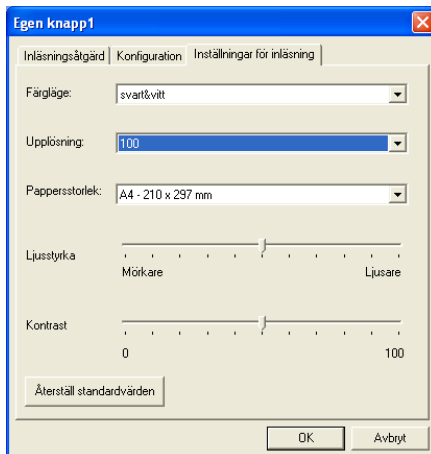 Egen knapp1
Inläsningsåtgärd Konfiguration Inställningar för inläsning
Färgläge: svart&vitt
Upplösning: 100
Pappersstorlek: A4 - 210 x 297 mm
Ljusstyrka
Mörkare Ljusare
Kontrast
0 100
Återställ standardvärden
OK Avbryt